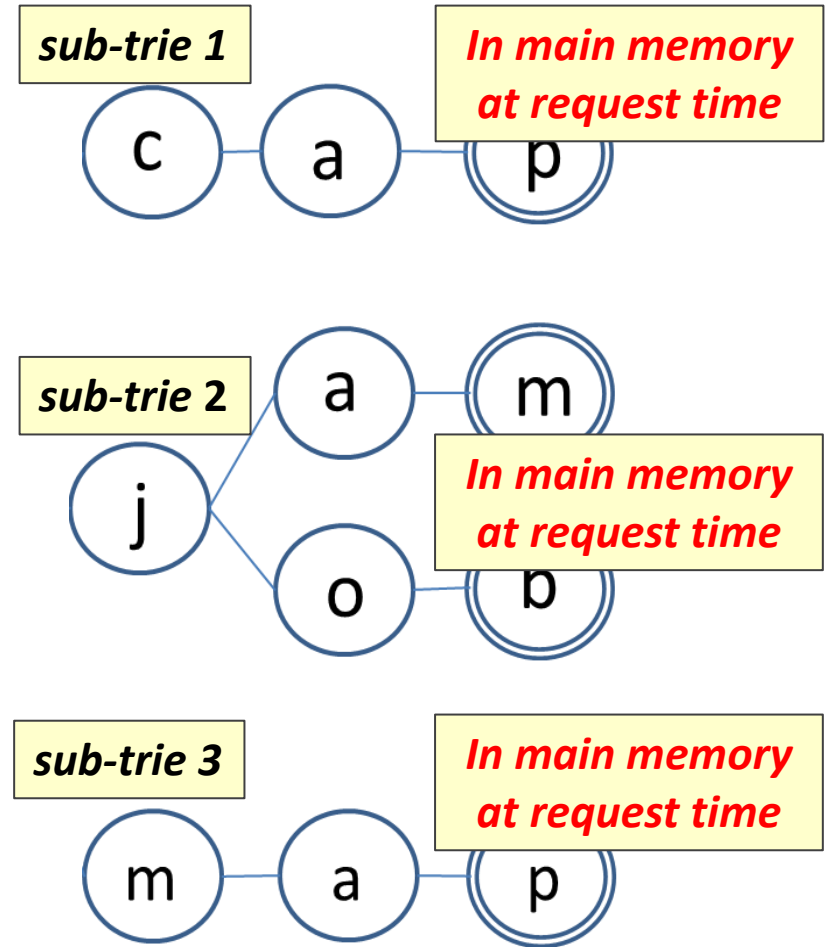 sub-trie 1
In main memory
at request time
c
a
p
sub-trie 2
a
m
j
In main memory
at request time
o
b
sub-trie 3
In main memory
at request time
m
a
p